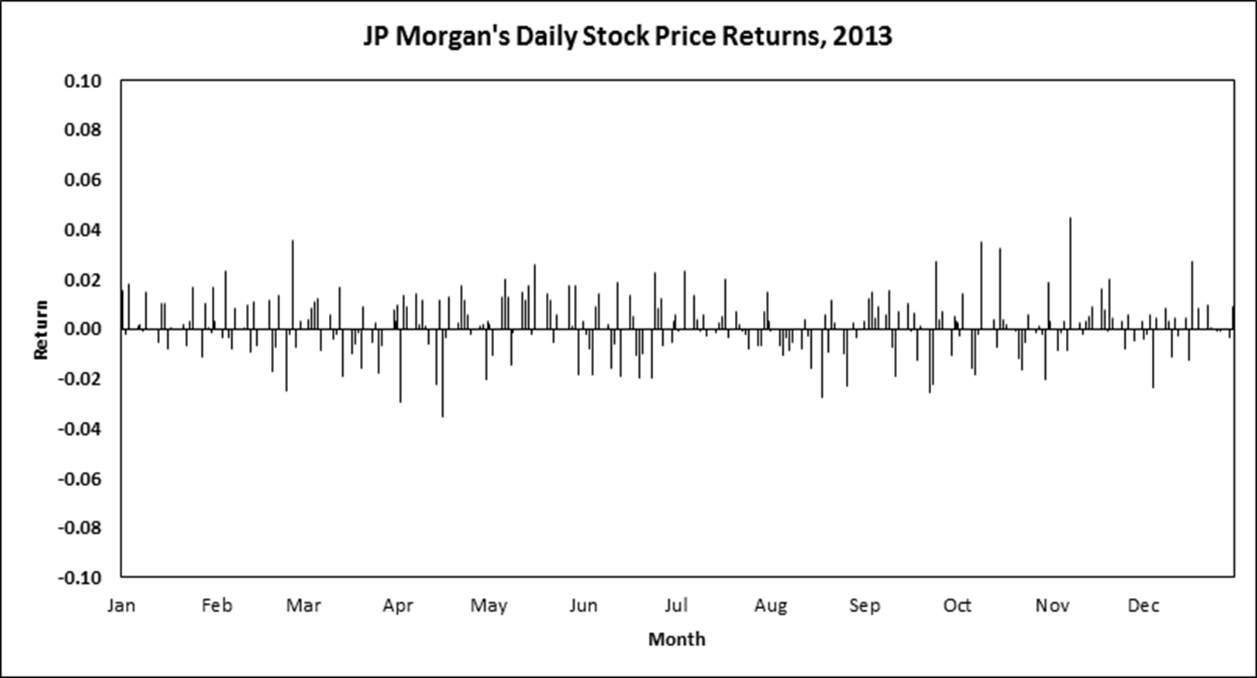 JP Morgan's Daily Stock Price Returns, 2013
0.10
0.08
0.06
0.04
0.02
0.00
-0.02
-0.04
-0.06
-0.08
-0.10
Return
Jan Feb Mar Apr May Jun Jul Aug Sep Oct Nov Dec
Month